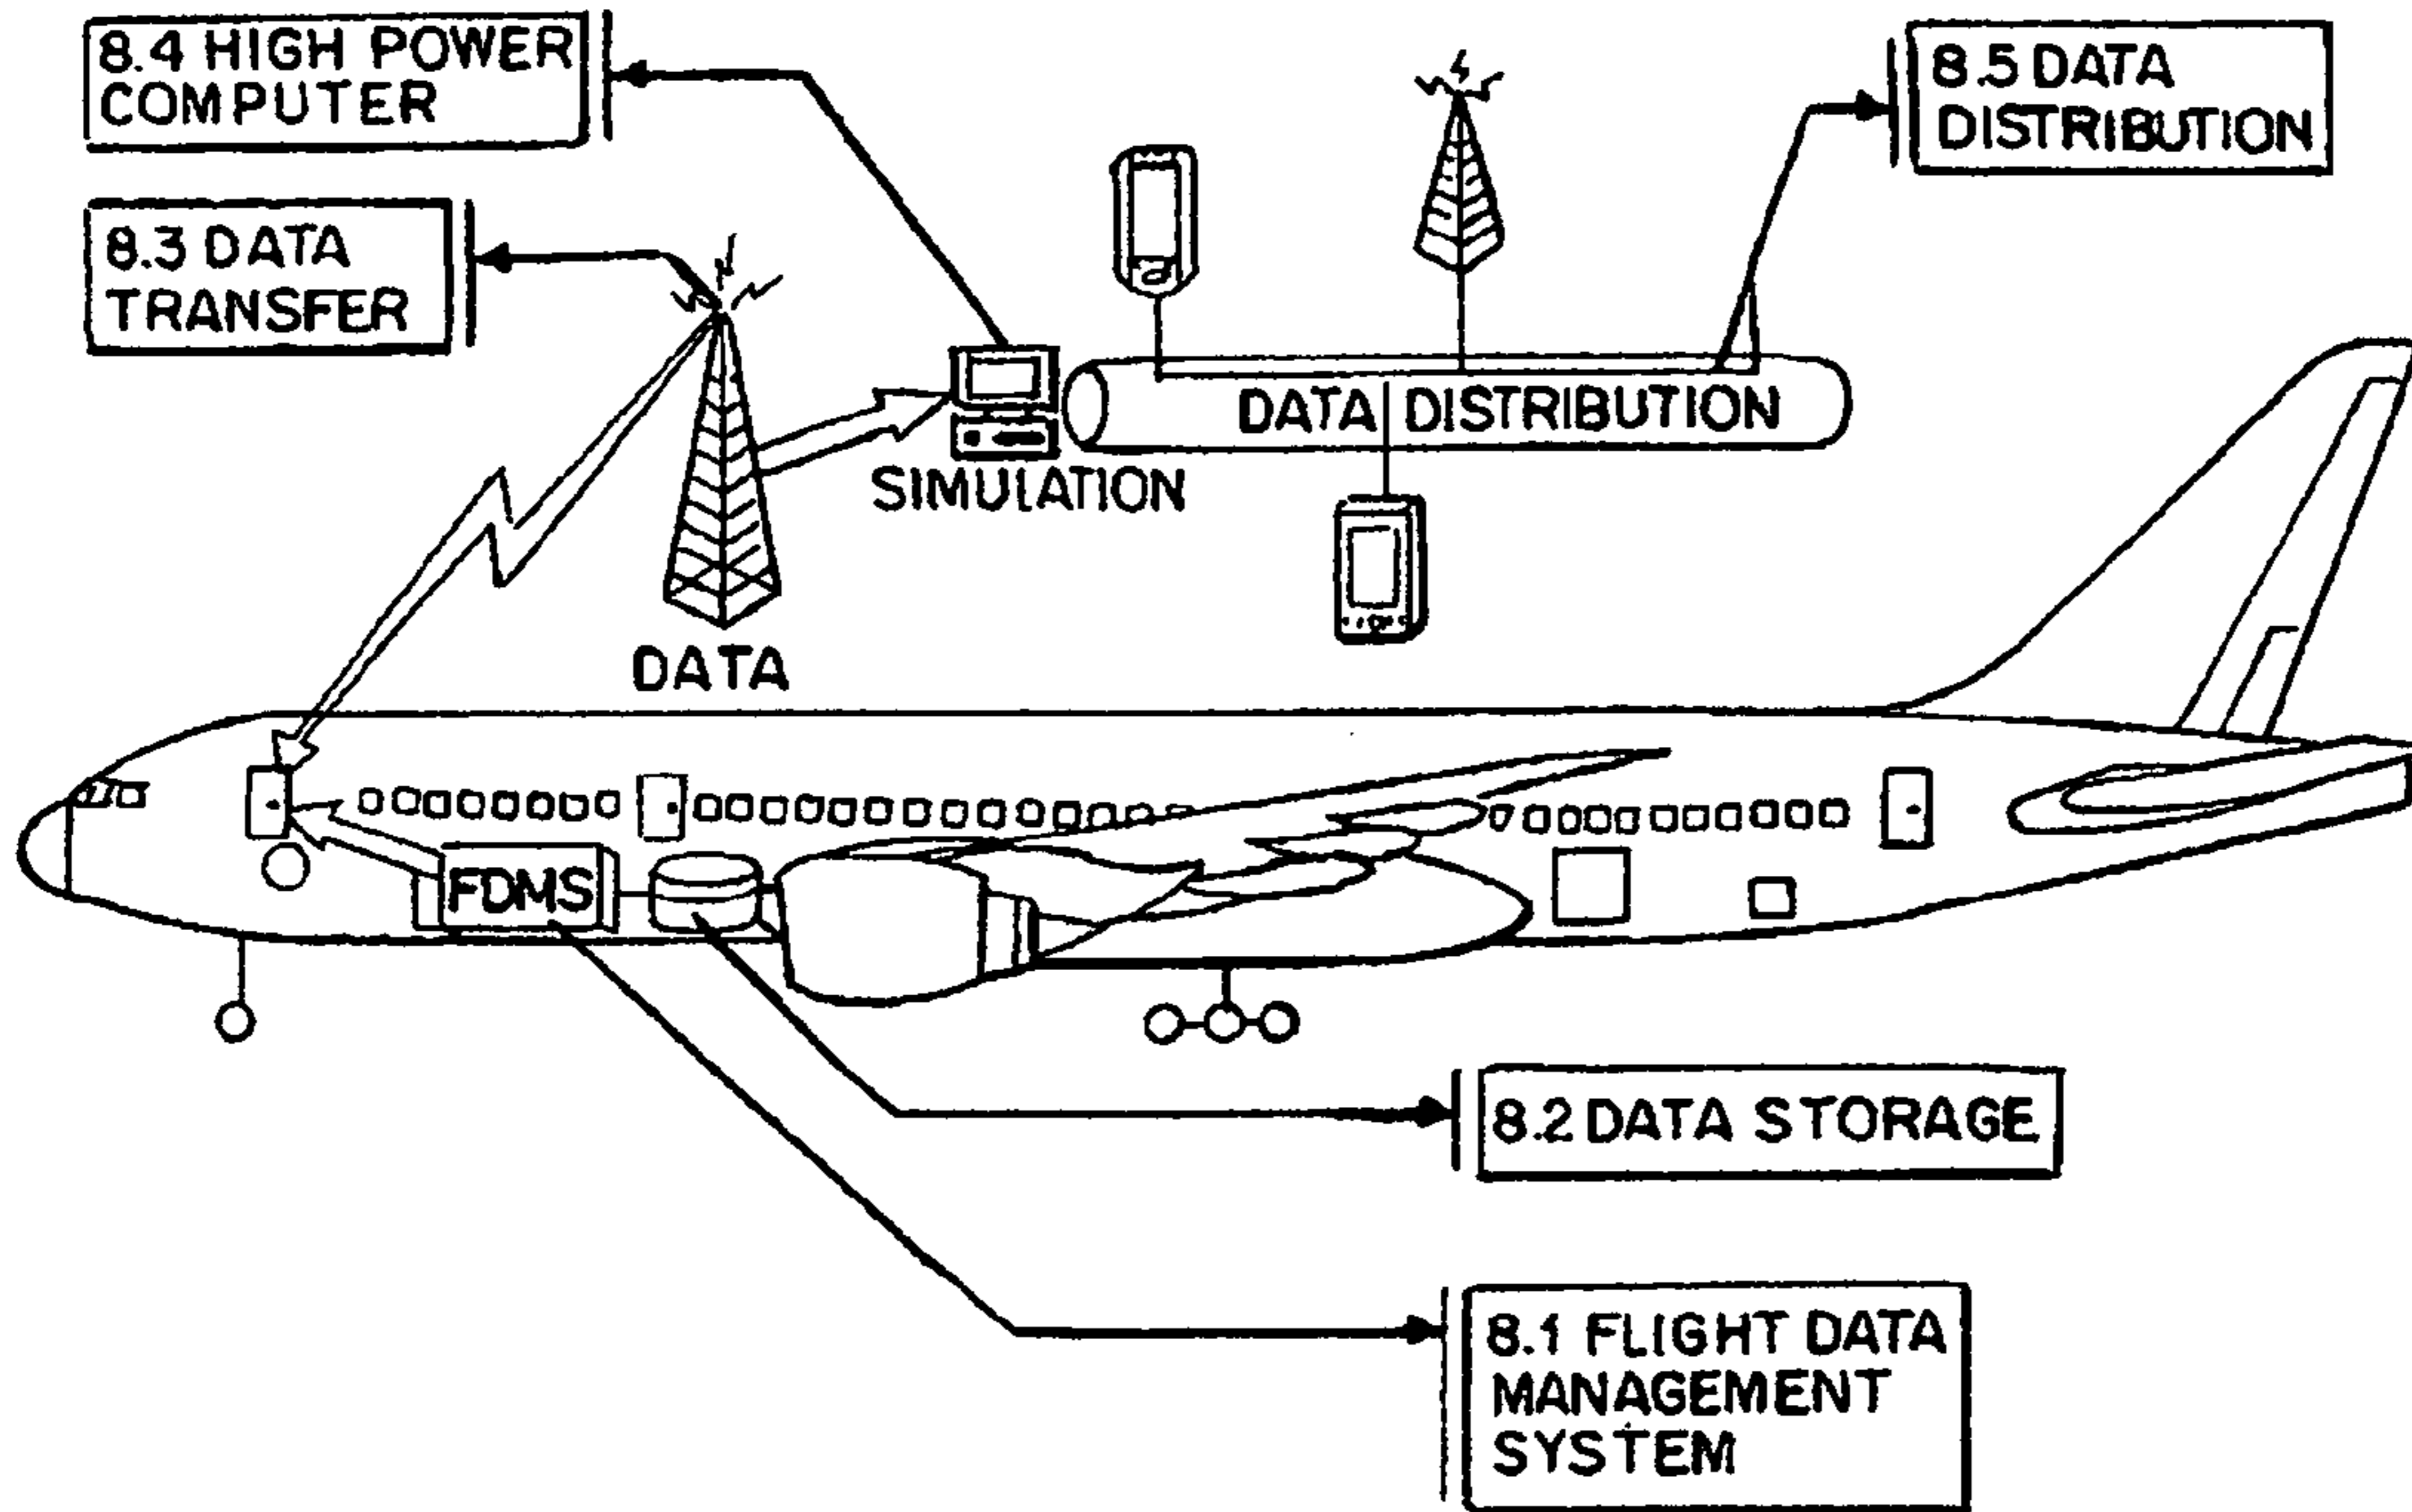 8.4 HIGH POWER
COMPUTER
8.5 DATA
DISTRIBUTION
8.3 DATA
TRANSFER
DATA DISTRIBUTION
SIMULATION
DATA
FDMS
8.2 DATA STORAGE
8.1 FLIGHT DATA
MANAGEMENT
SYSTEM